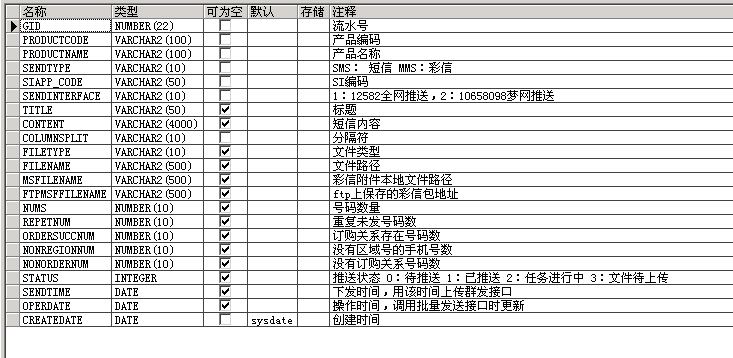 名称 类型 可为空 默认 存储 注释
GID NUMBER(22) 流水号
PRODUCTCODE VARCHAR2(100) 产品编码
PRODUCTNAME VARCHAR2(100) 产品名称
SENDTYPE VARCHAR2(10) SMS： 短信 MMS：彩信
SIAPP_CODE VARCHAR2(50) SI编码
SENDINTERFACE VARCHAR2(10) 1：12582全网推送，2：10658098梦网推送
TITLE VARCHAR2(50) 标题
CONTENT VARCHAR2(4000) 短信内容
COLUMNSPLIT VARCHAR2(10) 分隔符
FILETYPE VARCHAR2(10) 文件类型
FILENAME VARCHAR2(500) 文件路径
MSFILENAME VARCHAR2(500) 彩信附件本地文件路径
FTPMSFFILENAME VARCHAR2(500) ftp上保存的彩信包地址
NUMS NUMBER(10) 号码数量
REPETNUM NUMBER(10) 重复未发号码数
ORDERSUCCNUM NUMBER(10) 订购关系存在号码数
NONREGIONNUM NUMBER(10) 没有区域号的手机号数
NONORDERNUM NUMBER(10) 没有订购关系号码数
STATUS INTEGER 推送状态 0：待推送 1：已推送 2：任务进行中 3：文件待上传
SENDTIME DATE 下发时间，用该时间上传群发接口
OPERDATE DATE 操作时间，调用批量发送接口时更新
CREATEDATE DATE sysdate 创建时间